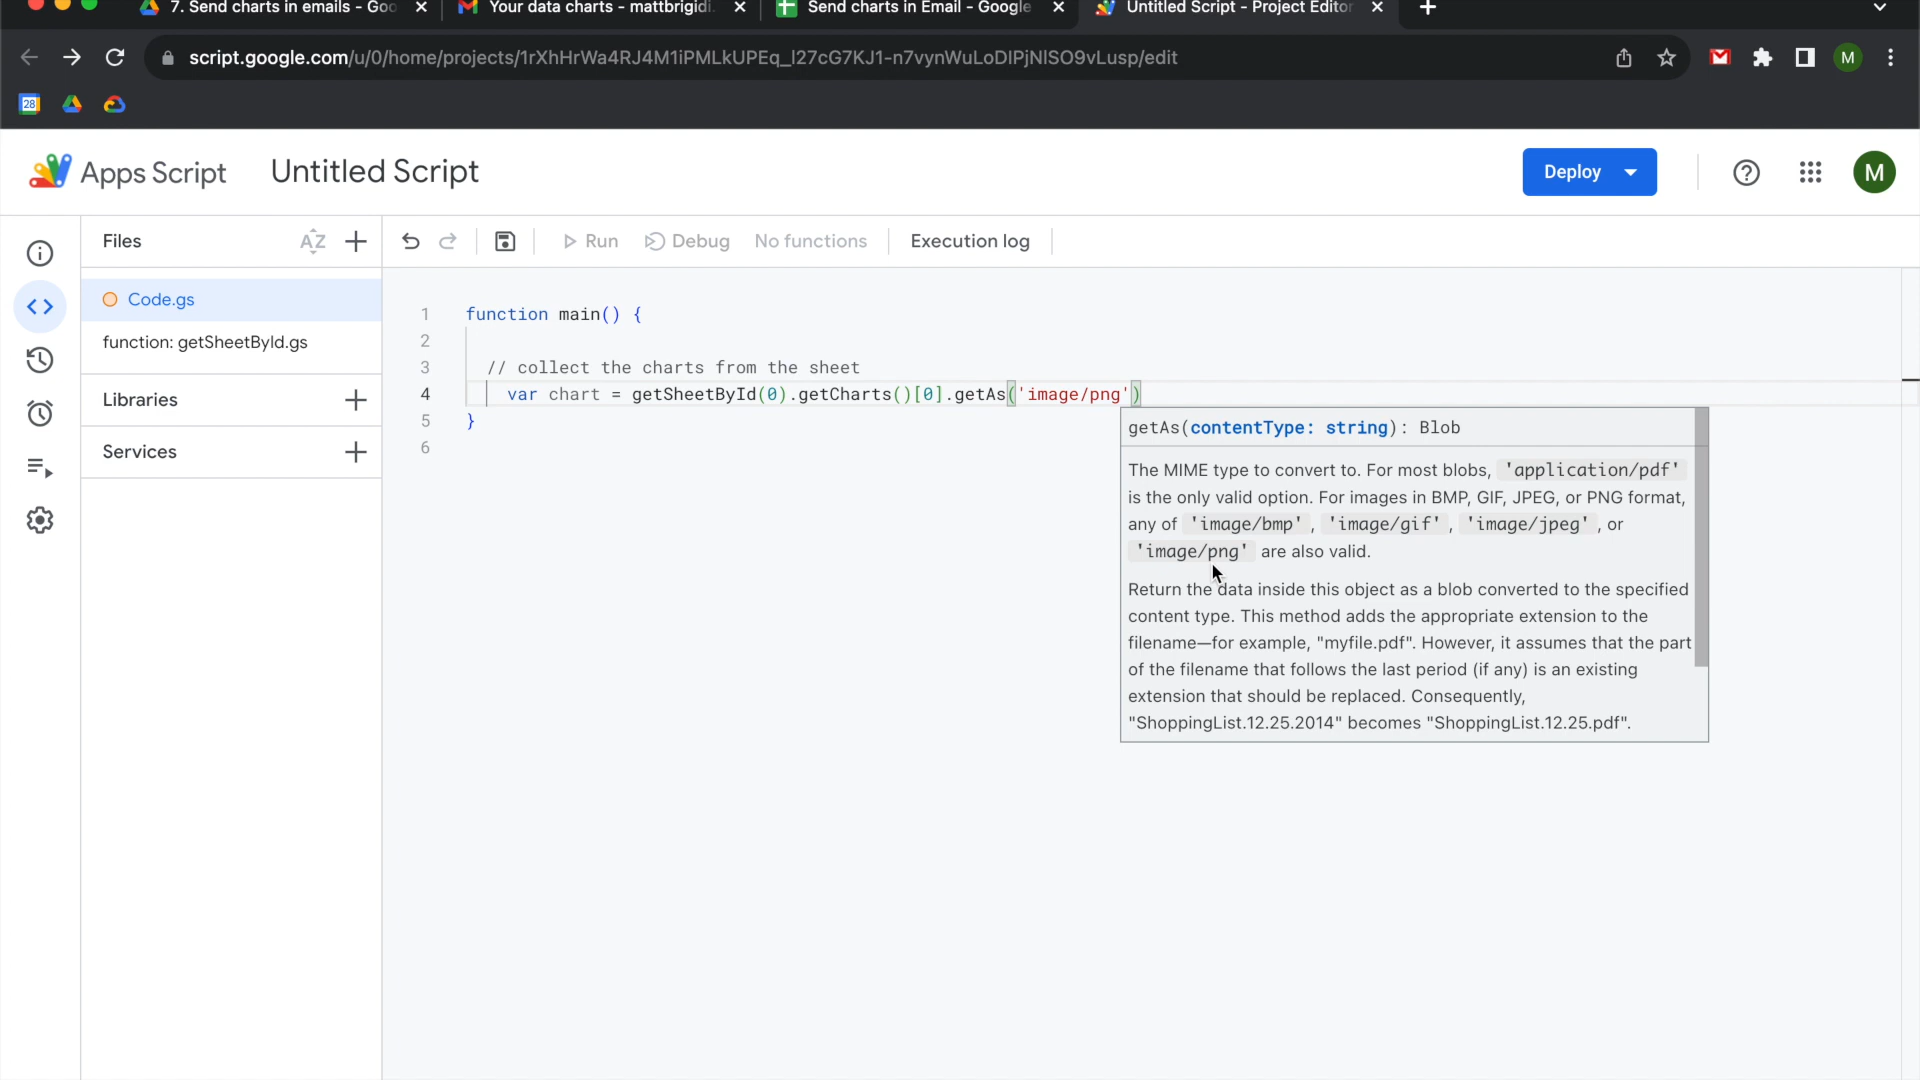 7. Send charts in emails - Goo
Your data charts - mattbrigidi.
Send charts in Email - Google
Untitled Script - Project Editor
script.google.com/u/0/home/projects/1rXhHrWa4RJ4M1iPMLkUPEq_l27cG7KJ1-n7vynWuLoDIPjNlSO9vLusp/edit
M
28
Apps Script
Untitled Script
Deploy
M
Files
AZ
Run
Debug
No functions
Execution log
Code.gs
function: getSheetById.gs
Libraries
Services
1 function main() {
2
3 // collect the charts from the sheet
4 var chart = getSheetById(0).getCharts()[0].getAs('image/png')
5 }
6
getAs(contentType: string): Blob
The MIME type to convert to. For most blobs, 'application/pdf'
is the only valid option. For images in BMP, GIF, JPEG, or PNG format,
any of 'image/bmp', 'image/gif', 'image/jpeg', or
'image/png' are also valid.
Return the data inside this object as a blob converted to the specified
content type. This method adds the appropriate extension to the
filename—for example, "myfile.pdf". However, it assumes that the part
of the filename that follows the last period (if any) is an existing
extension that should be replaced. Consequently,
"ShoppingList.12.25.2014" becomes "ShoppingList.12.25.pdf".